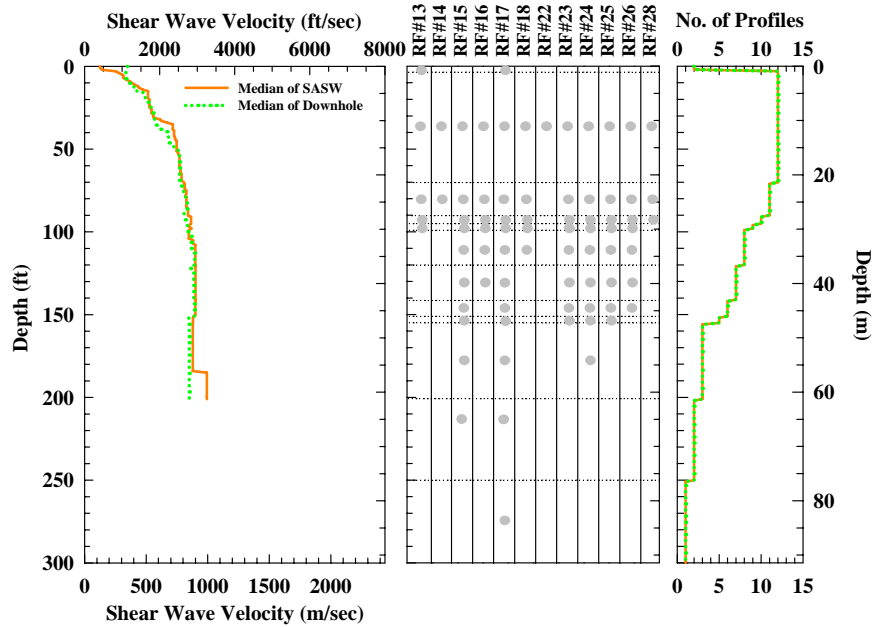 Shear Wave Velocity (ft/sec)
0 2000 4000 6000 8000
RF#13 RF#14 RF#15 RF#16 RF#17 RF#18 RF#22 RF#23 RF#24 RF#25 RF#26 RF#28
No. of Profiles
0 5 10 15
Median of SASW
Median of Downhole
Depth (ft)
0
50
100
150
200
250
300
0 500 1000 1500 2000
Shear Wave Velocity (m/sec)
0
20
40
60
80
Depth (m)
0 5 10 15